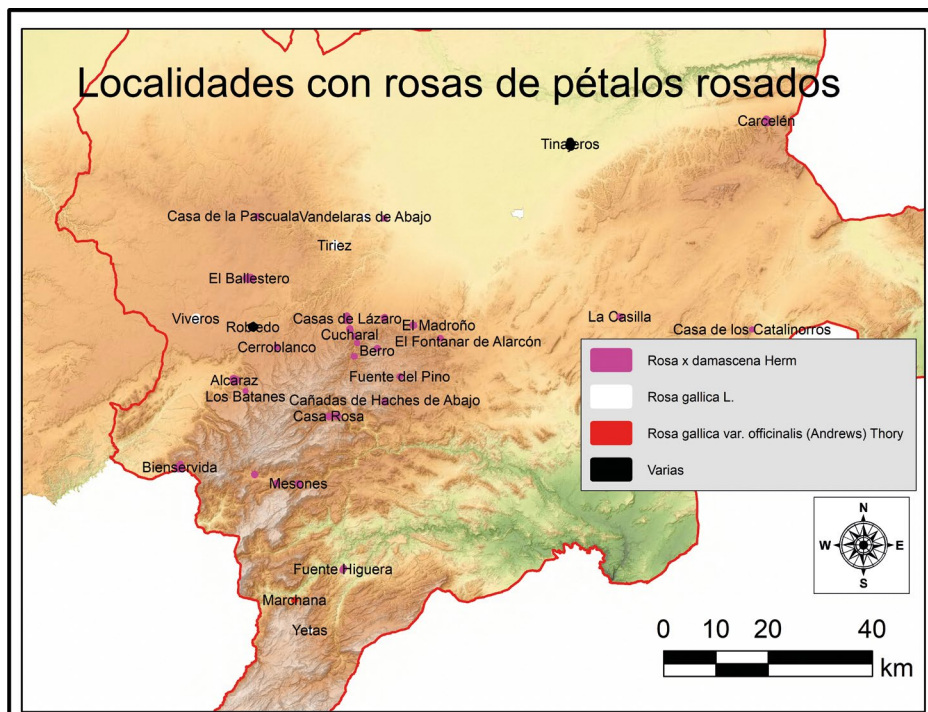 Localidades con rosas de pétalos rosados
Carcelén
Tinajeros
Casa de la Pascuala
Vandelaras de Abajo
Tiriez
El Ballestero
Viveros
Robledo
Casas de Lázaro
El Madroño
La Casilla
Casa de los Catalinorros
Cucharal
El Fontanar de Alarcón
Cerroblanco
Berro
Alcaraz
Fuente del Pino
Los Batanes
Cañadas de Haches de Abajo
Casa Rosa
Bienservida
Mesones
Fuente Higuera
Marchana
Yetas
Rosa x damascena Herm
Rosa gallica L.
Rosa gallica var. officinalis (Andrews) Thory
Varias
N
W E
S
0 10 20 40
km